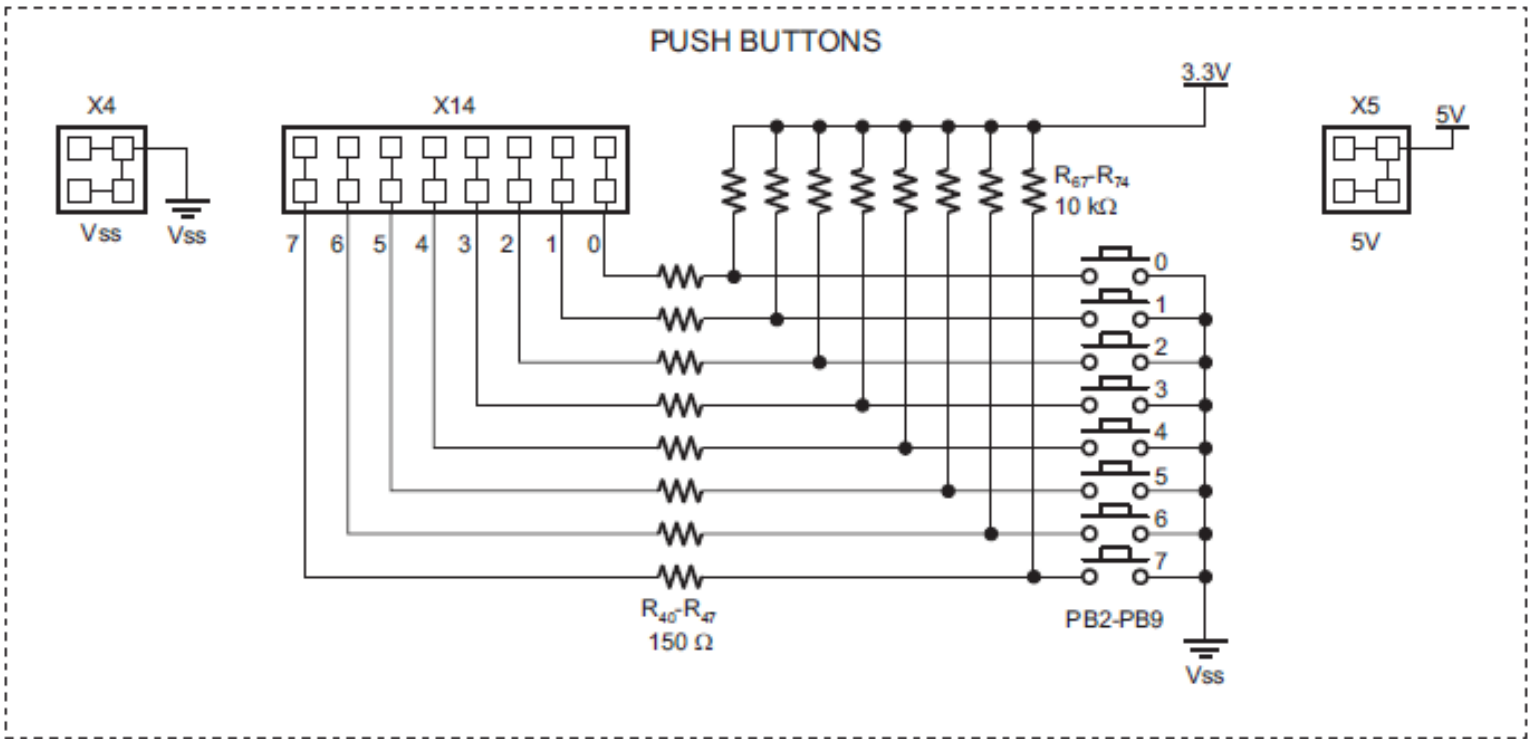 PUSH BUTTONS
3.3V
X4
X14
X5
5V
R67-R74
10 kΩ
Vss
Vss
7 6 5 4 3 2 1 0
5V
0
1
2
3
4
5
6
7
R40-R47
150 Ω
PB2-PB9
Vss